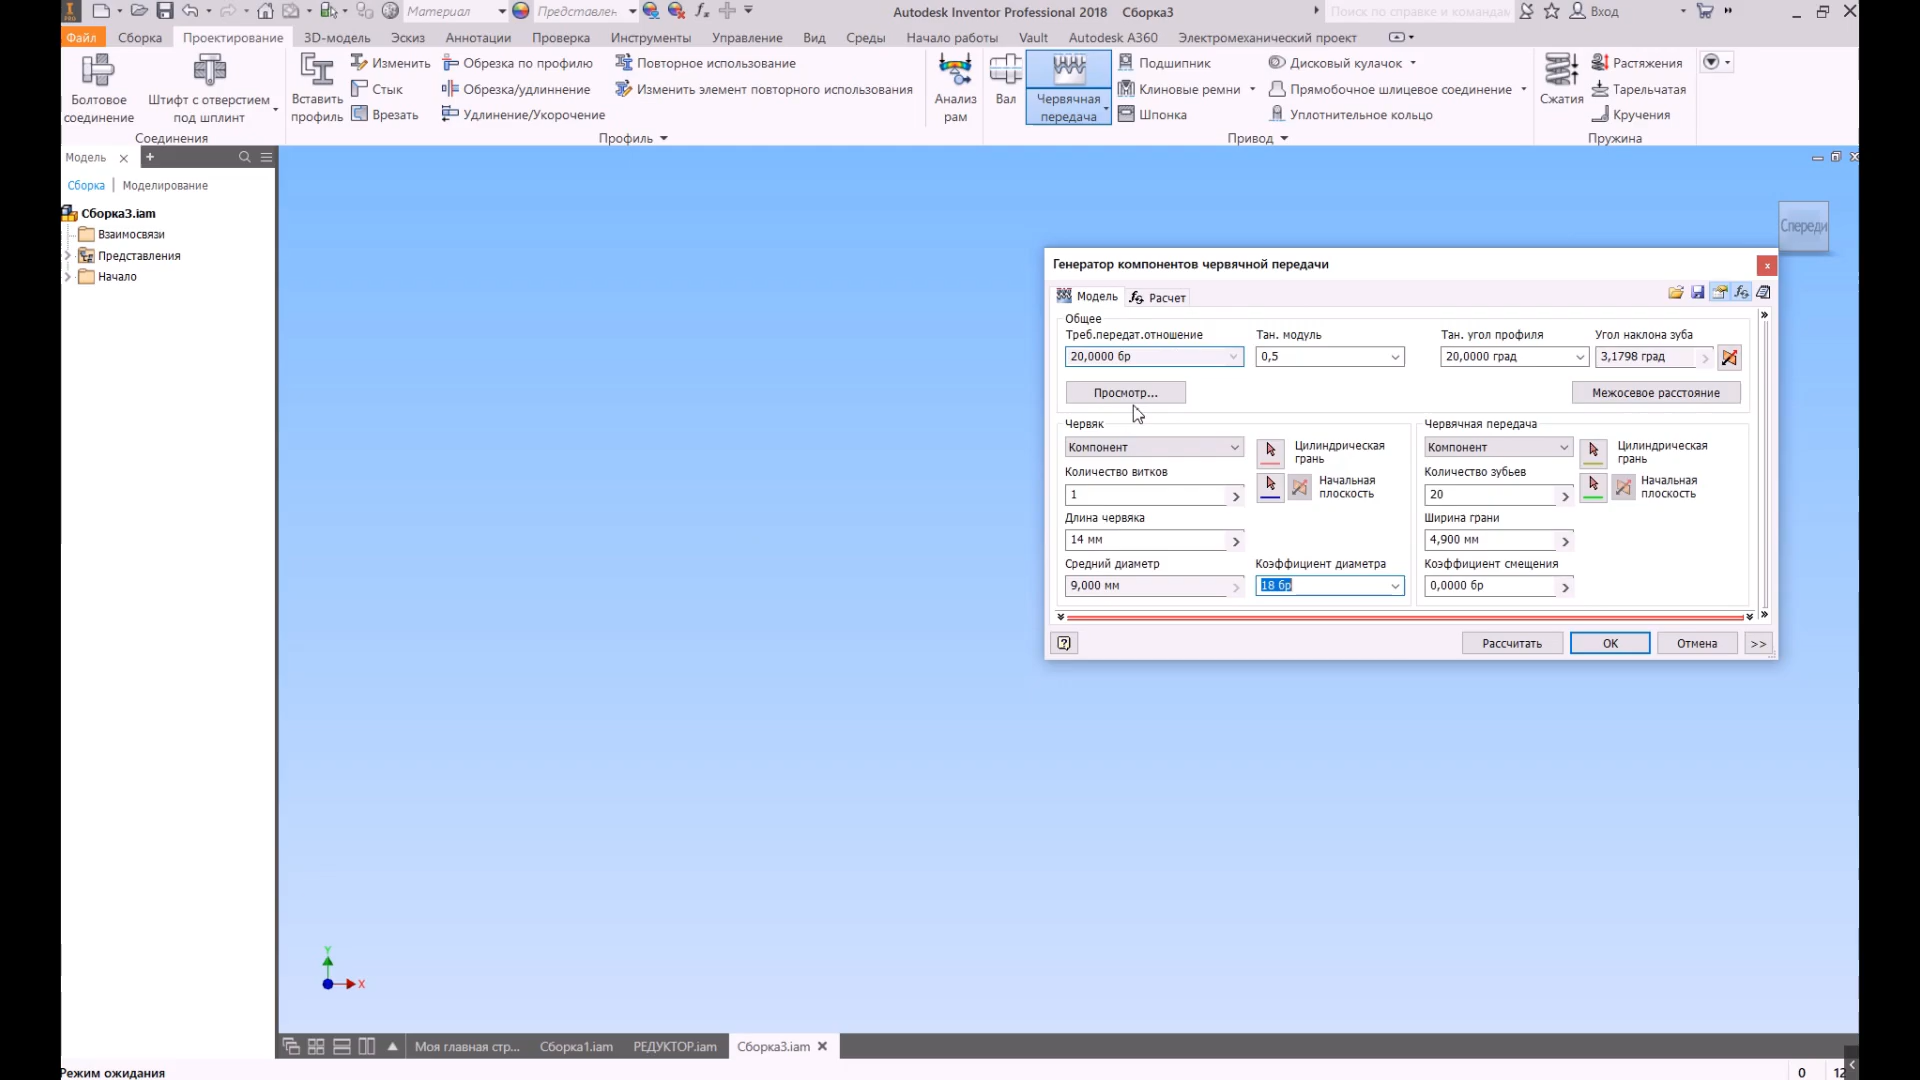 Материал
Представлен
Autodesk Inventor Professional 2018 Сборка3
Поиск по справке и командам
Вход
Файл Сборка Проектирование 3D-модель Эскиз Аннотации Проверка Инструменты Управление Вид Среды Начало работы Vault Autodesk A360 Электромеханический проект
Болтовое
соединение
Штифт с отверстием
под шплинт
Соединения
Вставить
профиль
Изменить
Стык
Врезать
Обрезка по профилю
Обрезка/удлиннение
Удлинение/Укорочение
Повторное использование
Изменить элемент повторного использования
Профиль
Анализ
рам
Вал
Червячная
передача
Подшипник
Клиновые ремни
Шпонка
Дисковый кулачок
Прямобочное шлицевое соединение
Уплотнительное кольцо
Привод
Сжатия
Растяжения
Тарельчатая
Кручения
Пружина
Модель
Сборка | Моделирование
Сборка3.iam
Взаимосвязи
Представления
Начало
Спереди
Генератор компонентов червячной передачи
Модель
Расчет
Общее
Треб.передат.отношение Тан. модуль Тан. угол профиля Угол наклона зуба
20,0000 бр 0,5 20,0000 град 3,1798 град
Просмотр... Межосевое расстояние
Червяк
Компонент
Цилиндрическая
грань
Количество витков
1
Начальная
плоскость
Длина червяка
14 мм
Средний диаметр Коэффициент диаметра
9,000 мм 18 бр
Червячная передача
Компонент
Цилиндрическая
грань
Количество зубьев
20
Начальная
плоскость
Ширина грани
4,900 мм
Коэффициент смещения
0,0000 бр
Рассчитать ОК Отмена >>
Y
X
Моя главная стр... Сборка1.iam РЕДУКТОР.iam Сборка3.iam
Режим ожидания
0 12